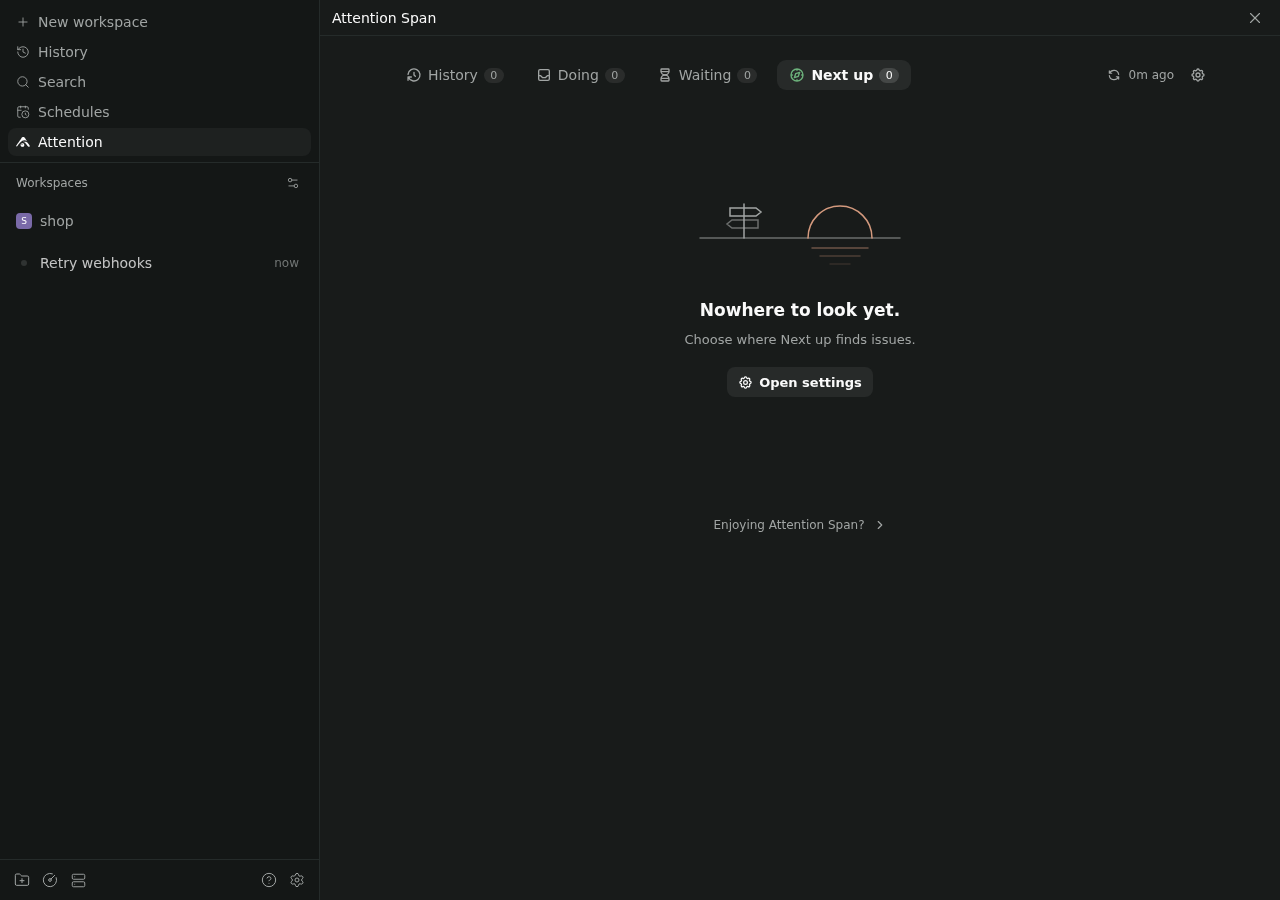 New workspace
History
Search
Schedules
Attention
Workspaces
S shop
Retry webhooks now
Attention Span
History 0 Doing 0 Waiting 0 Next up 0 0m ago
Nowhere to look yet.
Choose where Next up finds issues.
Open settings
Enjoying Attention Span?